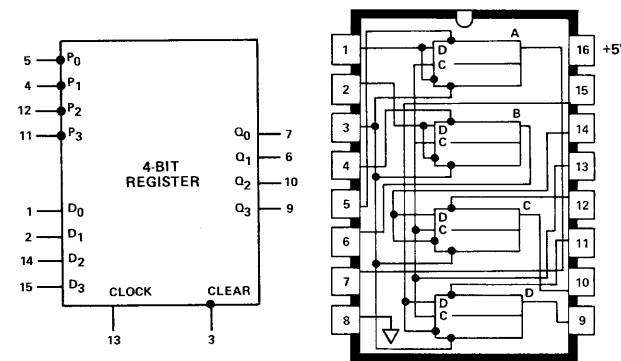 5 P0
4 P1
12 P2
11 P3
4-BIT
REGISTER
Q0 7
Q1 6
Q2 10
Q3 9
1 D0
2 D1
14 D2
15 D3
CLOCK CLEAR
13 3
1
2
3
4
5
6
7
8
16 +5V
15
14
13
12
11
10
9
A
D
C
B
D
C
C
D
C
D
D
C